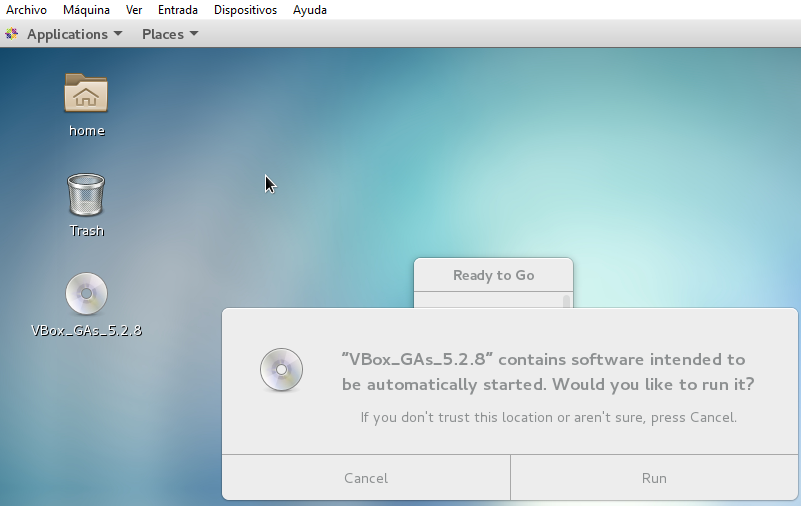 Archivo Máquina Ver Entrada Dispositivos Ayuda
Applications Places
home
Trash
VBox_GAs_5.2.8
Ready to Go
“VBox_GAs_5.2.8” contains software intended to
be automatically started. Would you like to run it?
If you don't trust this location or aren't sure, press Cancel.
Cancel Run